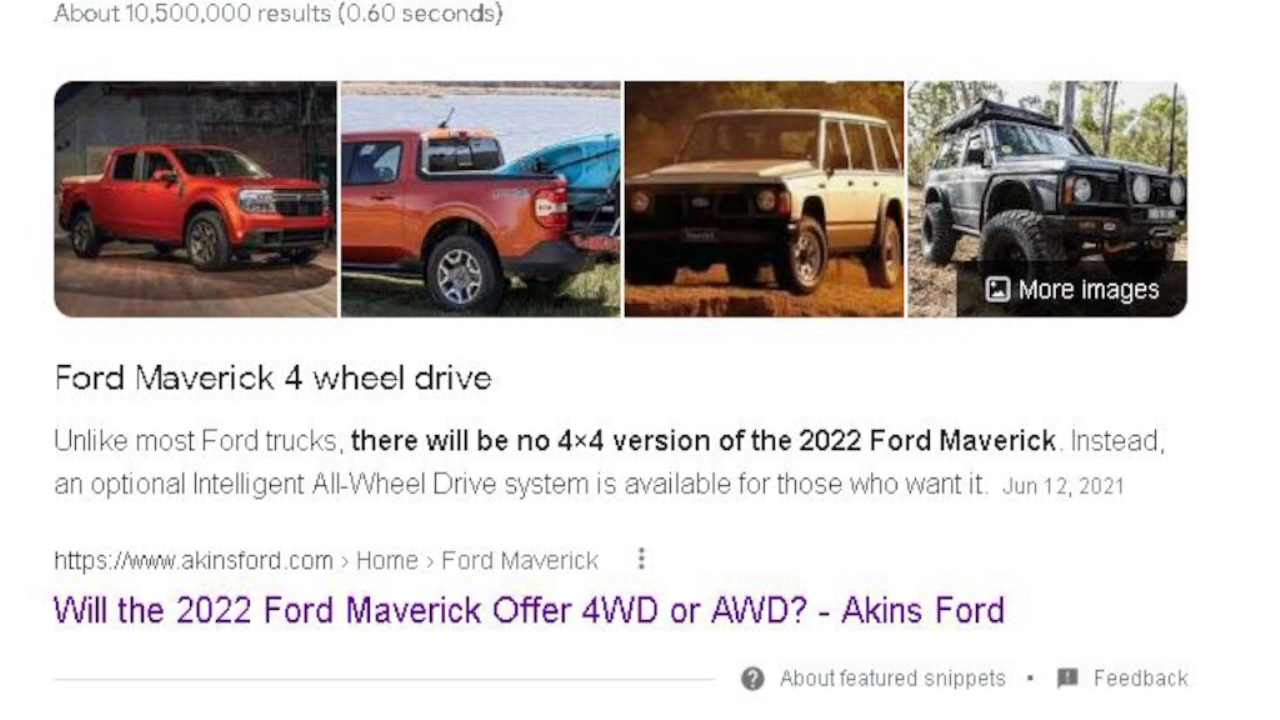 About 10,500,000 results (0.60 seconds)
More images
Ford Maverick 4 wheel drive
Unlike most Ford trucks, there will be no 4×4 version of the 2022 Ford Maverick. Instead,
an optional Intelligent All-Wheel Drive system is available for those who want it. Jun 12, 2021
https://www.akinsford.com › Home › Ford Maverick
Will the 2022 Ford Maverick Offer 4WD or AWD? - Akins Ford
About featured snippets • Feedback